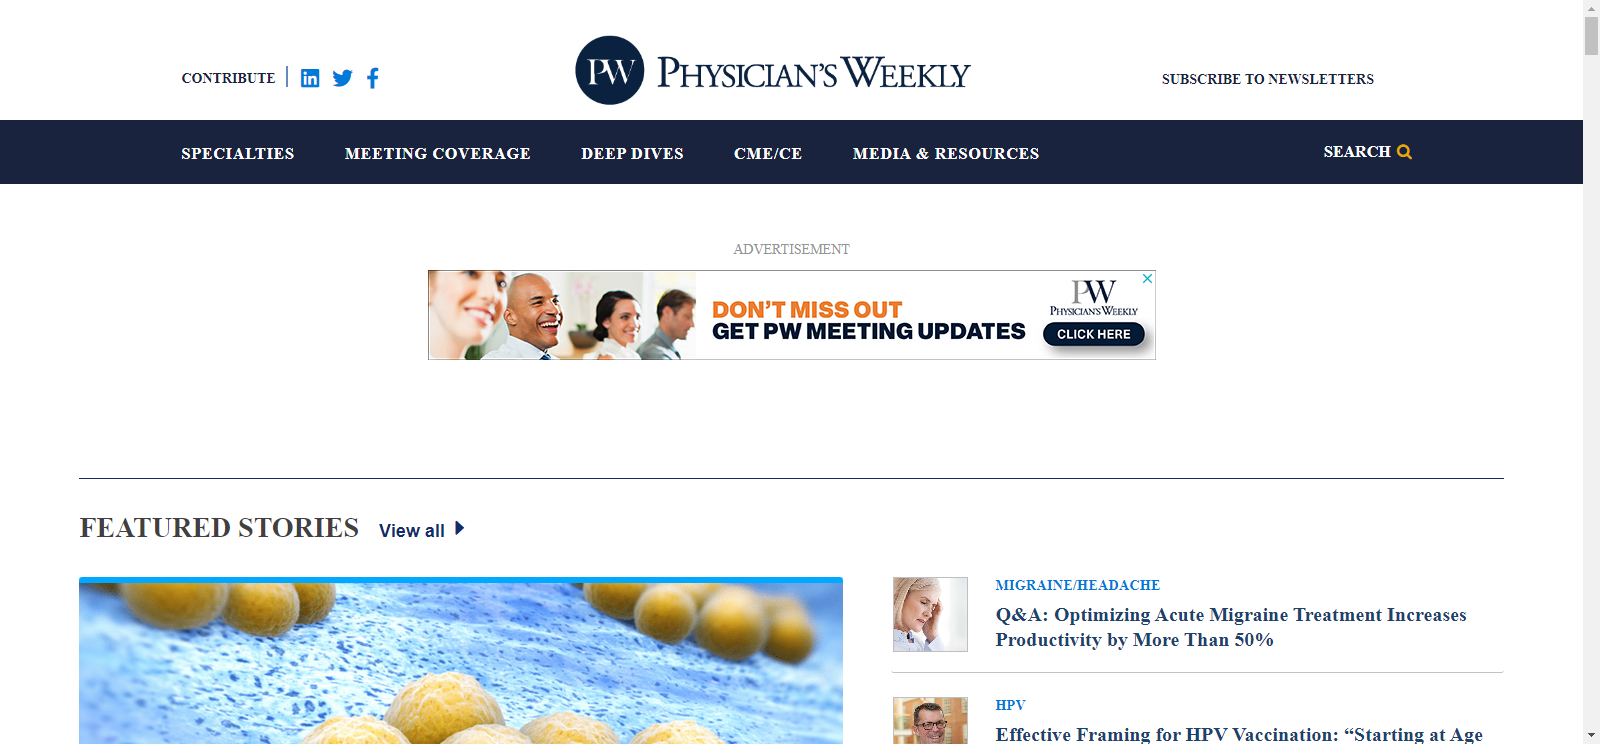 CONTRIBUTE
PW PHYSICIAN'S WEEKLY
SUBSCRIBE TO NEWSLETTERS
SPECIALTIES
MEETING COVERAGE
DEEP DIVES
CME/CE
MEDIA & RESOURCES
SEARCH
ADVERTISEMENT
DON'T MISS OUT
GET PW MEETING UPDATES
PW
PHYSICIAN'S WEEKLY
CLICK HERE
FEATURED STORIES
View all
MIGRAINE/HEADACHE
Q&A: Optimizing Acute Migraine Treatment Increases
Productivity by More Than 50%
HPV
Effective Framing for HPV Vaccination: “Starting at Age